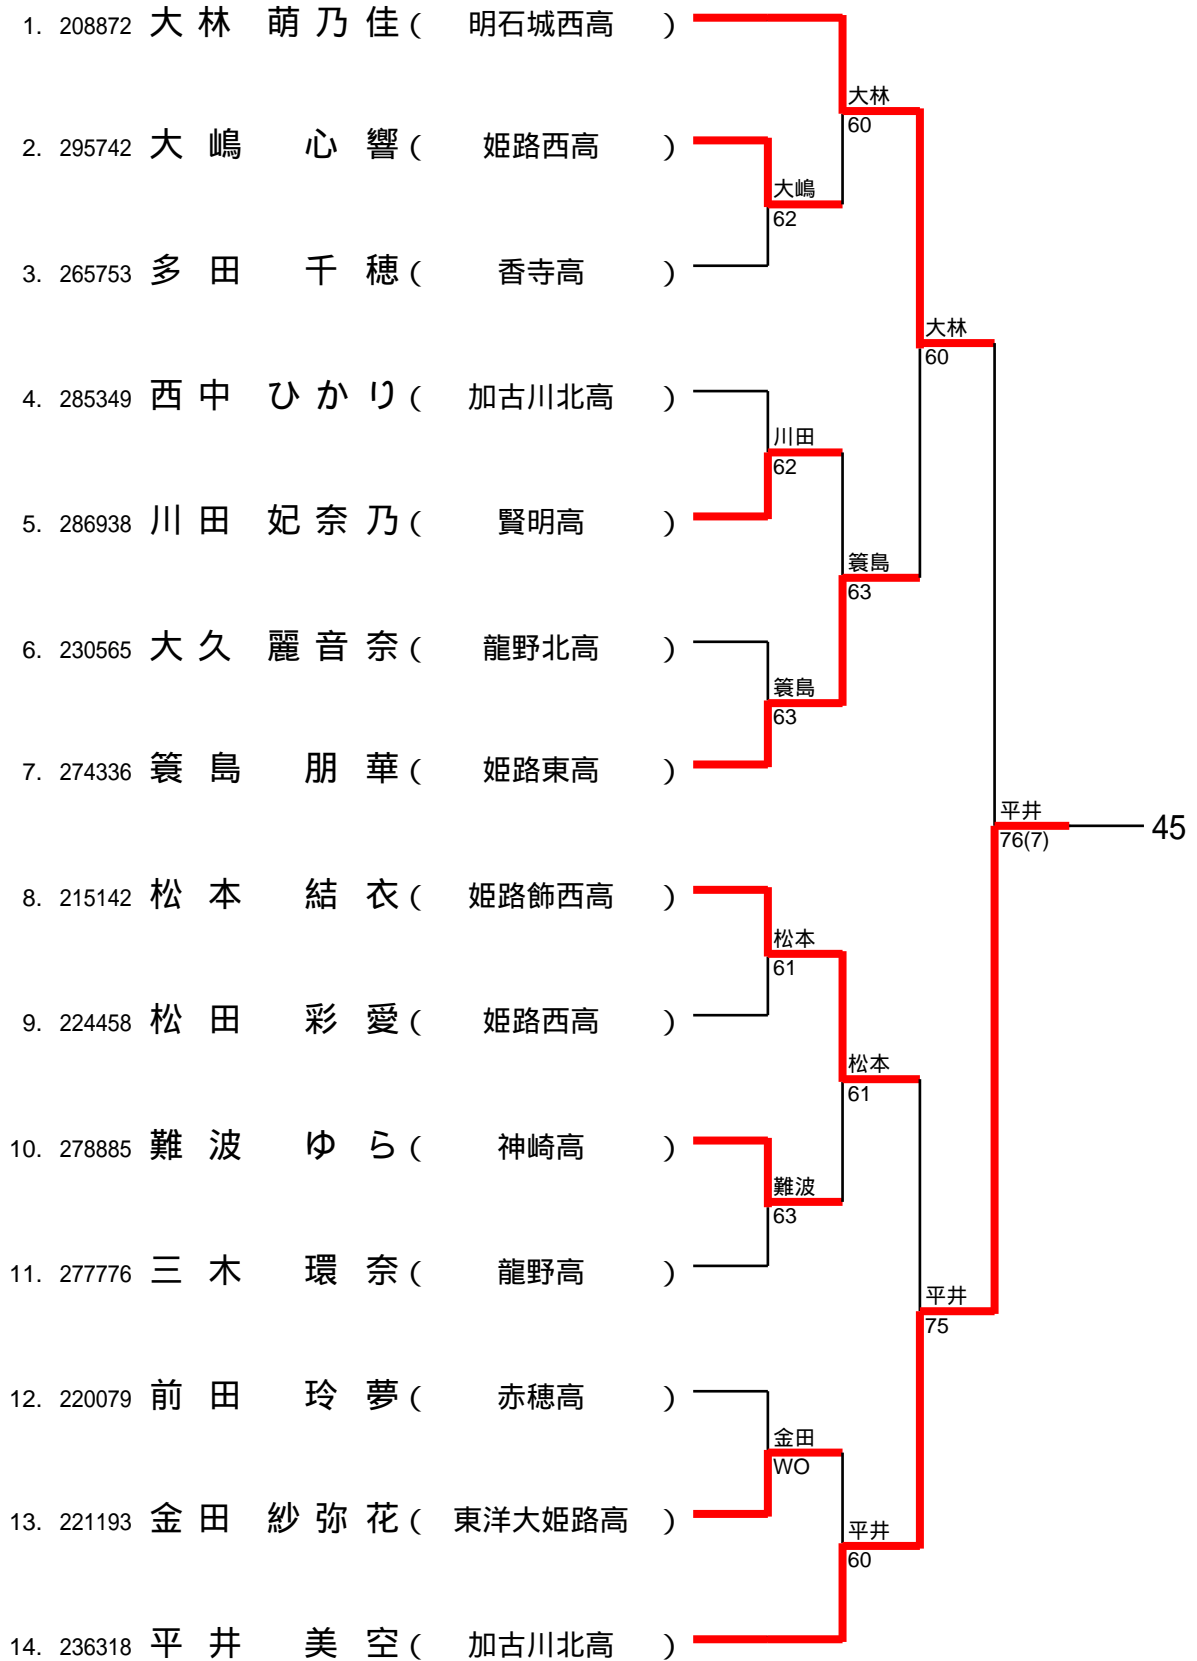 1. 208872 大林 萌乃佳 ( 明石城西高 )
大林
60
2. 295742 大嶋 心響 ( 姫路西高 )
大嶋
62
3. 265753 多田 千穂 ( 香寺高 )
大林
60
4. 285349 西中 ひかり ( 加古川北高 )
川田
62
5. 286938 川田 妃奈乃 ( 賢明高 )
簑島
63
6. 230565 大久 麗音奈 ( 龍野北高 )
簑島
63
7. 274336 簑島 朋華 ( 姫路東高 )
平井
76(7)
45
8. 215142 松本 結衣 ( 姫路飾西高 )
松本
61
9. 224458 松田 彩愛 ( 姫路西高 )
松本
61
10. 278885 難波 ゆら ( 神崎高 )
難波
63
11. 277776 三木 環奈 ( 龍野高 )
平井
75
12. 220079 前田 玲夢 ( 赤穂高 )
金田
WO
13. 221193 金田 紗弥花 ( 東洋大姫路高 )
平井
60
14. 236318 平井 美空 ( 加古川北高 )